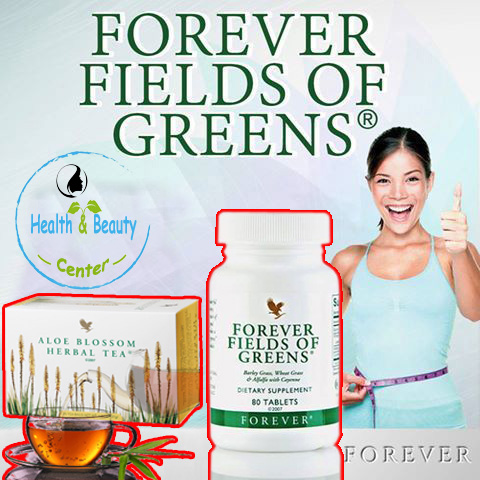 FOREVER
FIELDS OF
GREENS®
Health & Beauty
Center
ALOE BLOSSOM
HERBAL TEA®
FOREVER
FIELDS OF
GREENS®
Barley Grass, Wheat Grass
& Alfalfa with Cayenne
DIETARY SUPPLEMENT
80 TABLETS
©2007
FOREVER®
FOREVER